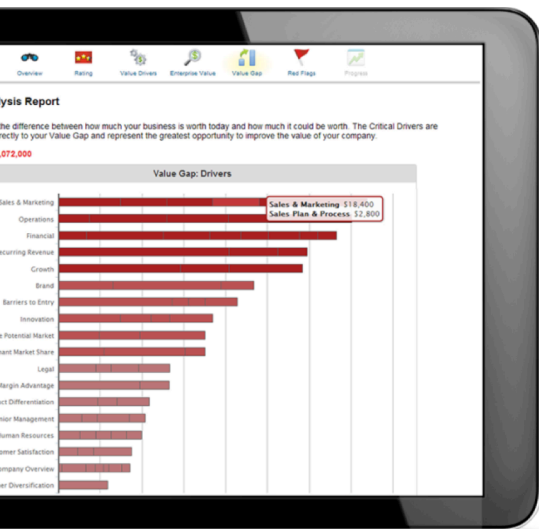 Overview Rating Value Drivers Enterprise Value Value Gap Red Flags Progress
ysis Report
the difference between how much your business is worth today and how much it could be worth. The Critical Drivers are
rectly to your Value Gap and represent the greatest opportunity to improve the value of your company.
,072,000
Value Gap: Drivers
Sales & Marketing
Sales & Marketing $18,400
Sales Plan & Process $2,800
Operations
Financial
ecurring Revenue
Growth
Brand
Barriers to Entry
Innovation
e Potential Market
nant Market Share
Legal
Margin Advantage
ct Differentiation
nior Management
Human Resources
omer Satisfaction
ompany Overview
er Diversification